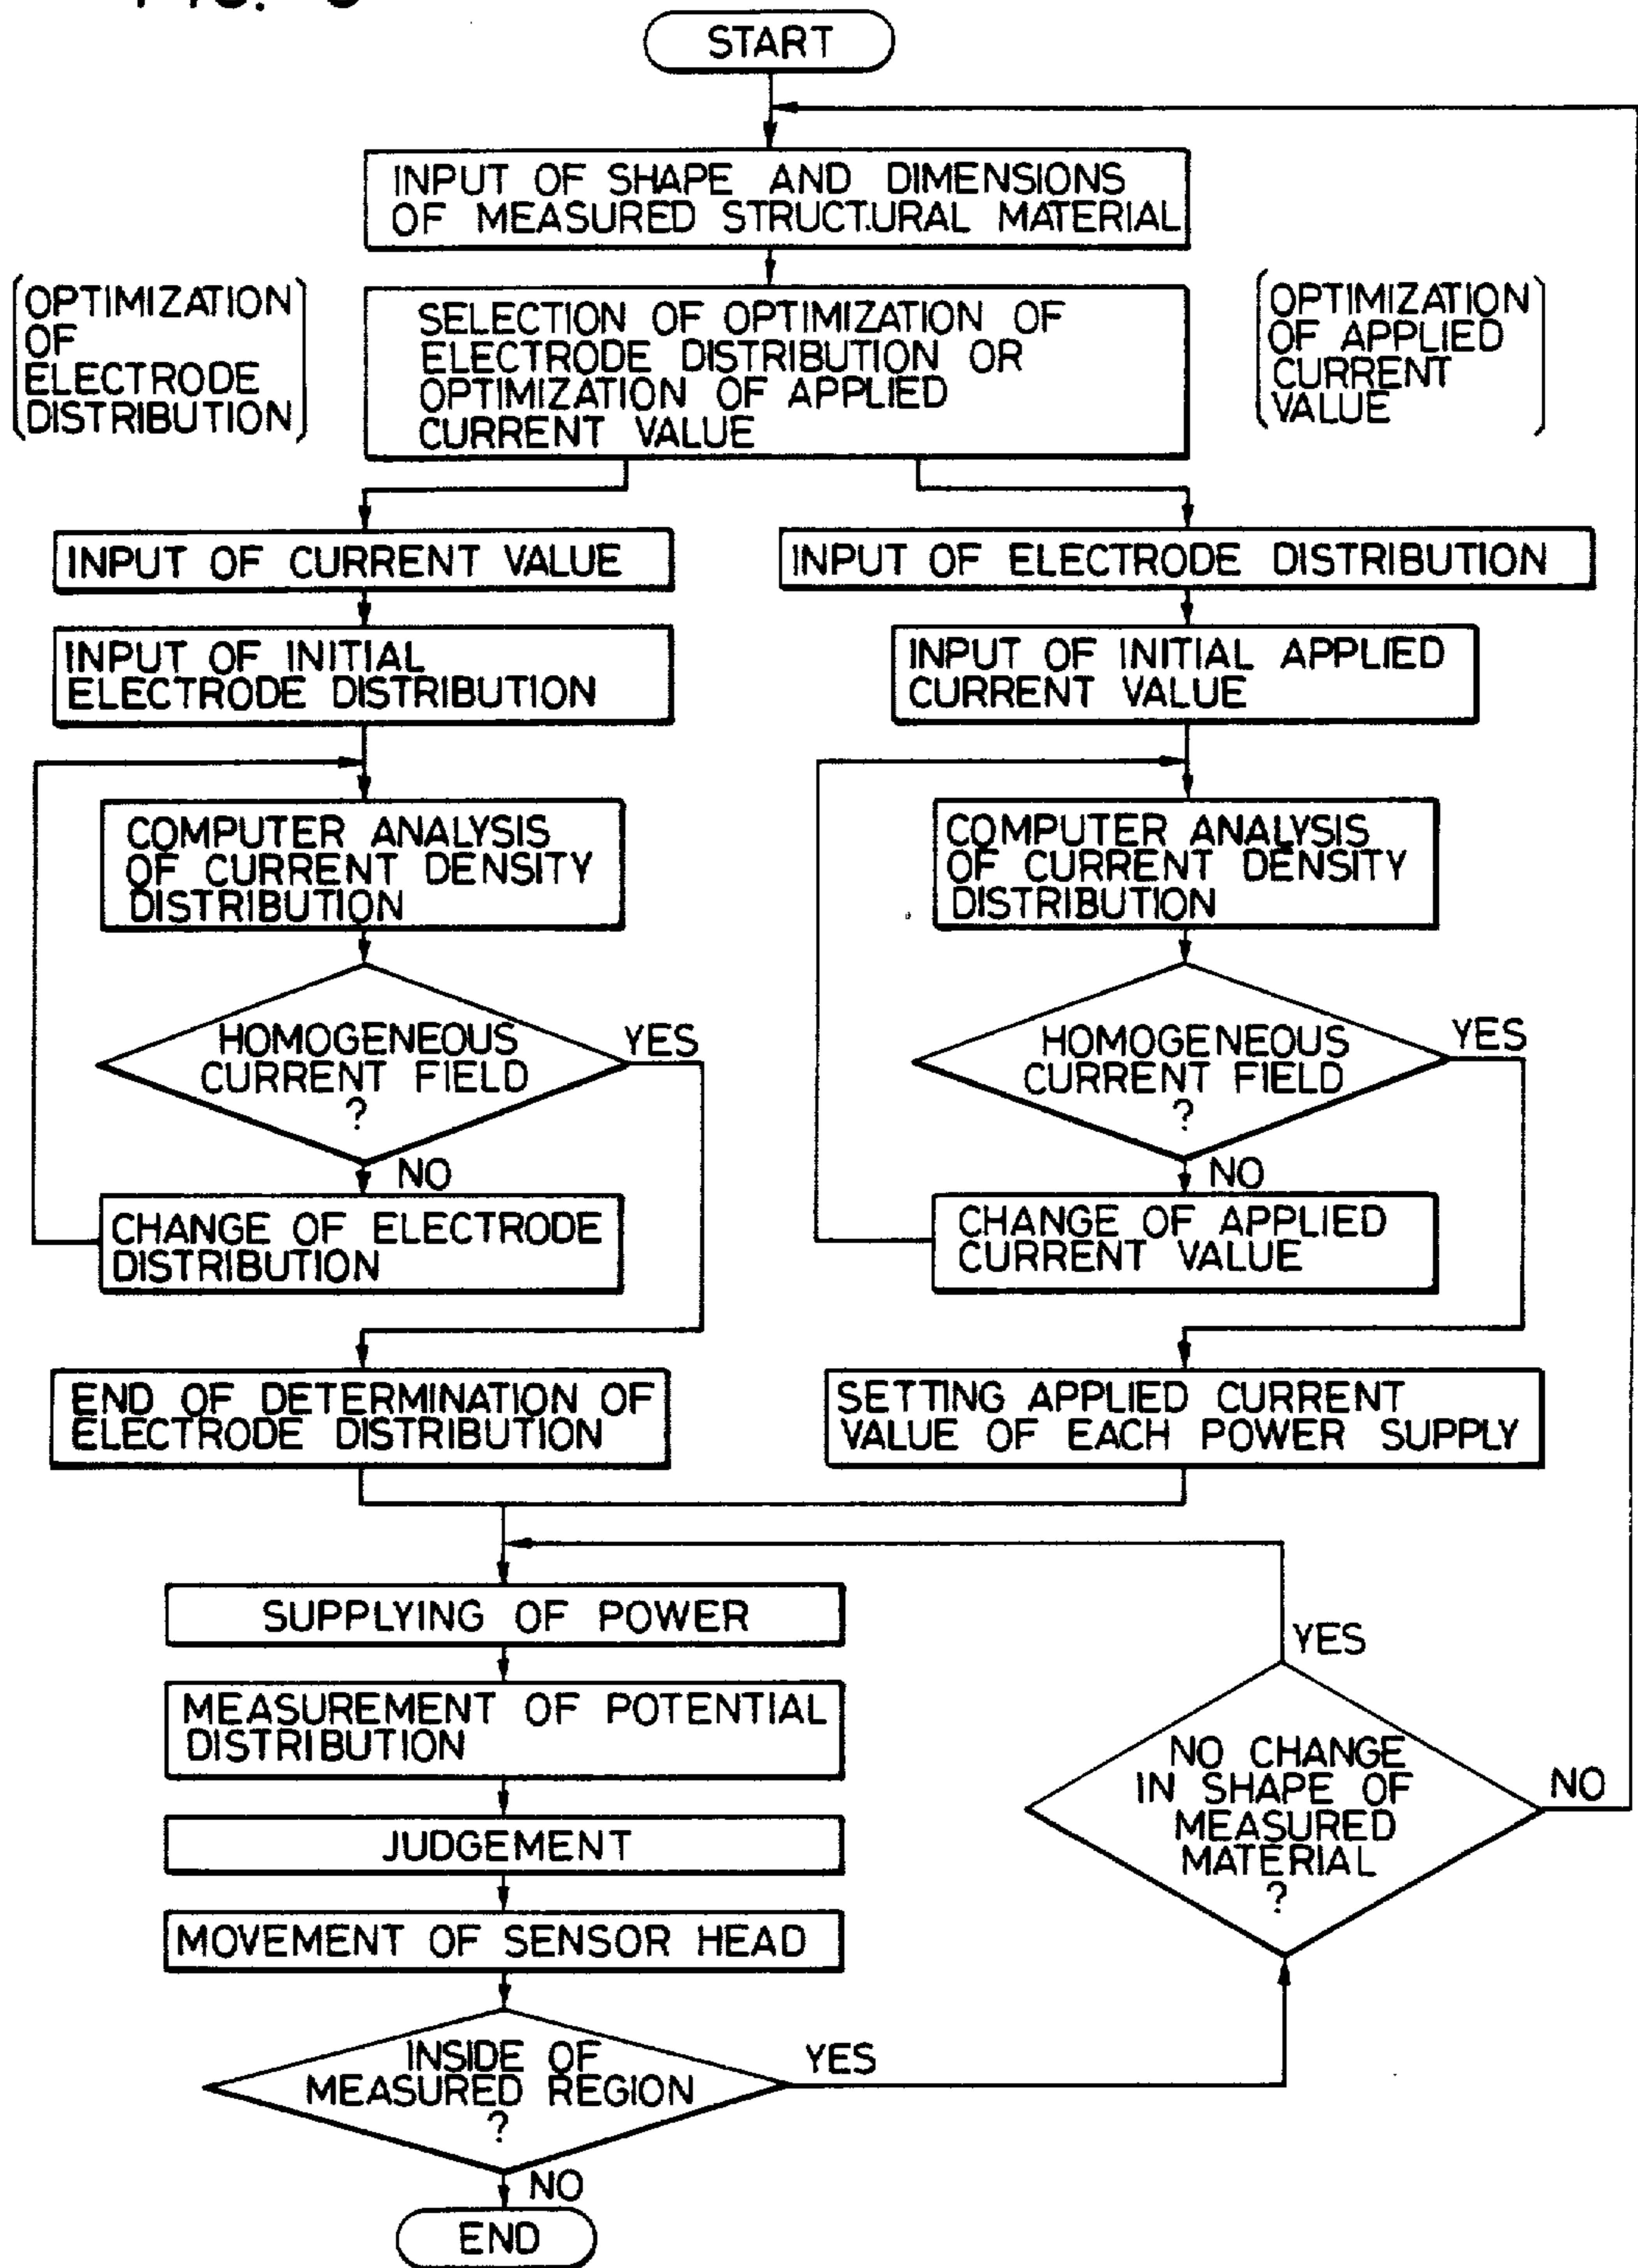 START
INPUT OF SHAPE AND DIMENSIONS
OF MEASURED STRUCTURAL MATERIAL
(OPTIMIZATION
OF
ELECTRODE
DISTRIBUTION)
SELECTION OF OPTIMIZATION OF
ELECTRODE DISTRIBUTION OR
OPTIMIZATION OF APPLIED
CURRENT VALUE
(OPTIMIZATION
OF APPLIED
CURRENT
VALUE)
INPUT OF CURRENT VALUE
INPUT OF ELECTRODE DISTRIBUTION
INPUT OF INITIAL
ELECTRODE DISTRIBUTION
INPUT OF INITIAL APPLIED
CURRENT VALUE
COMPUTER ANALYSIS
OF CURRENT DENSITY
DISTRIBUTION
COMPUTER ANALYSIS
OF CURRENT DENSITY
DISTRIBUTION
HOMOGENEOUS
CURRENT FIELD
?
YES
NO
HOMOGENEOUS
CURRENT FIELD
?
YES
NO
CHANGE OF ELECTRODE
DISTRIBUTION
CHANGE OF APPLIED
CURRENT VALUE
END OF DETERMINATION OF
ELECTRODE DISTRIBUTION
SETTING APPLIED CURRENT
VALUE OF EACH POWER SUPPLY
SUPPLYING OF POWER
MEASUREMENT OF POTENTIAL
DISTRIBUTION
JUDGEMENT
MOVEMENT OF SENSOR HEAD
YES
NO CHANGE
IN SHAPE OF
MEASURED
MATERIAL
?
NO
INSIDE OF
MEASURED REGION
?
YES
NO
END